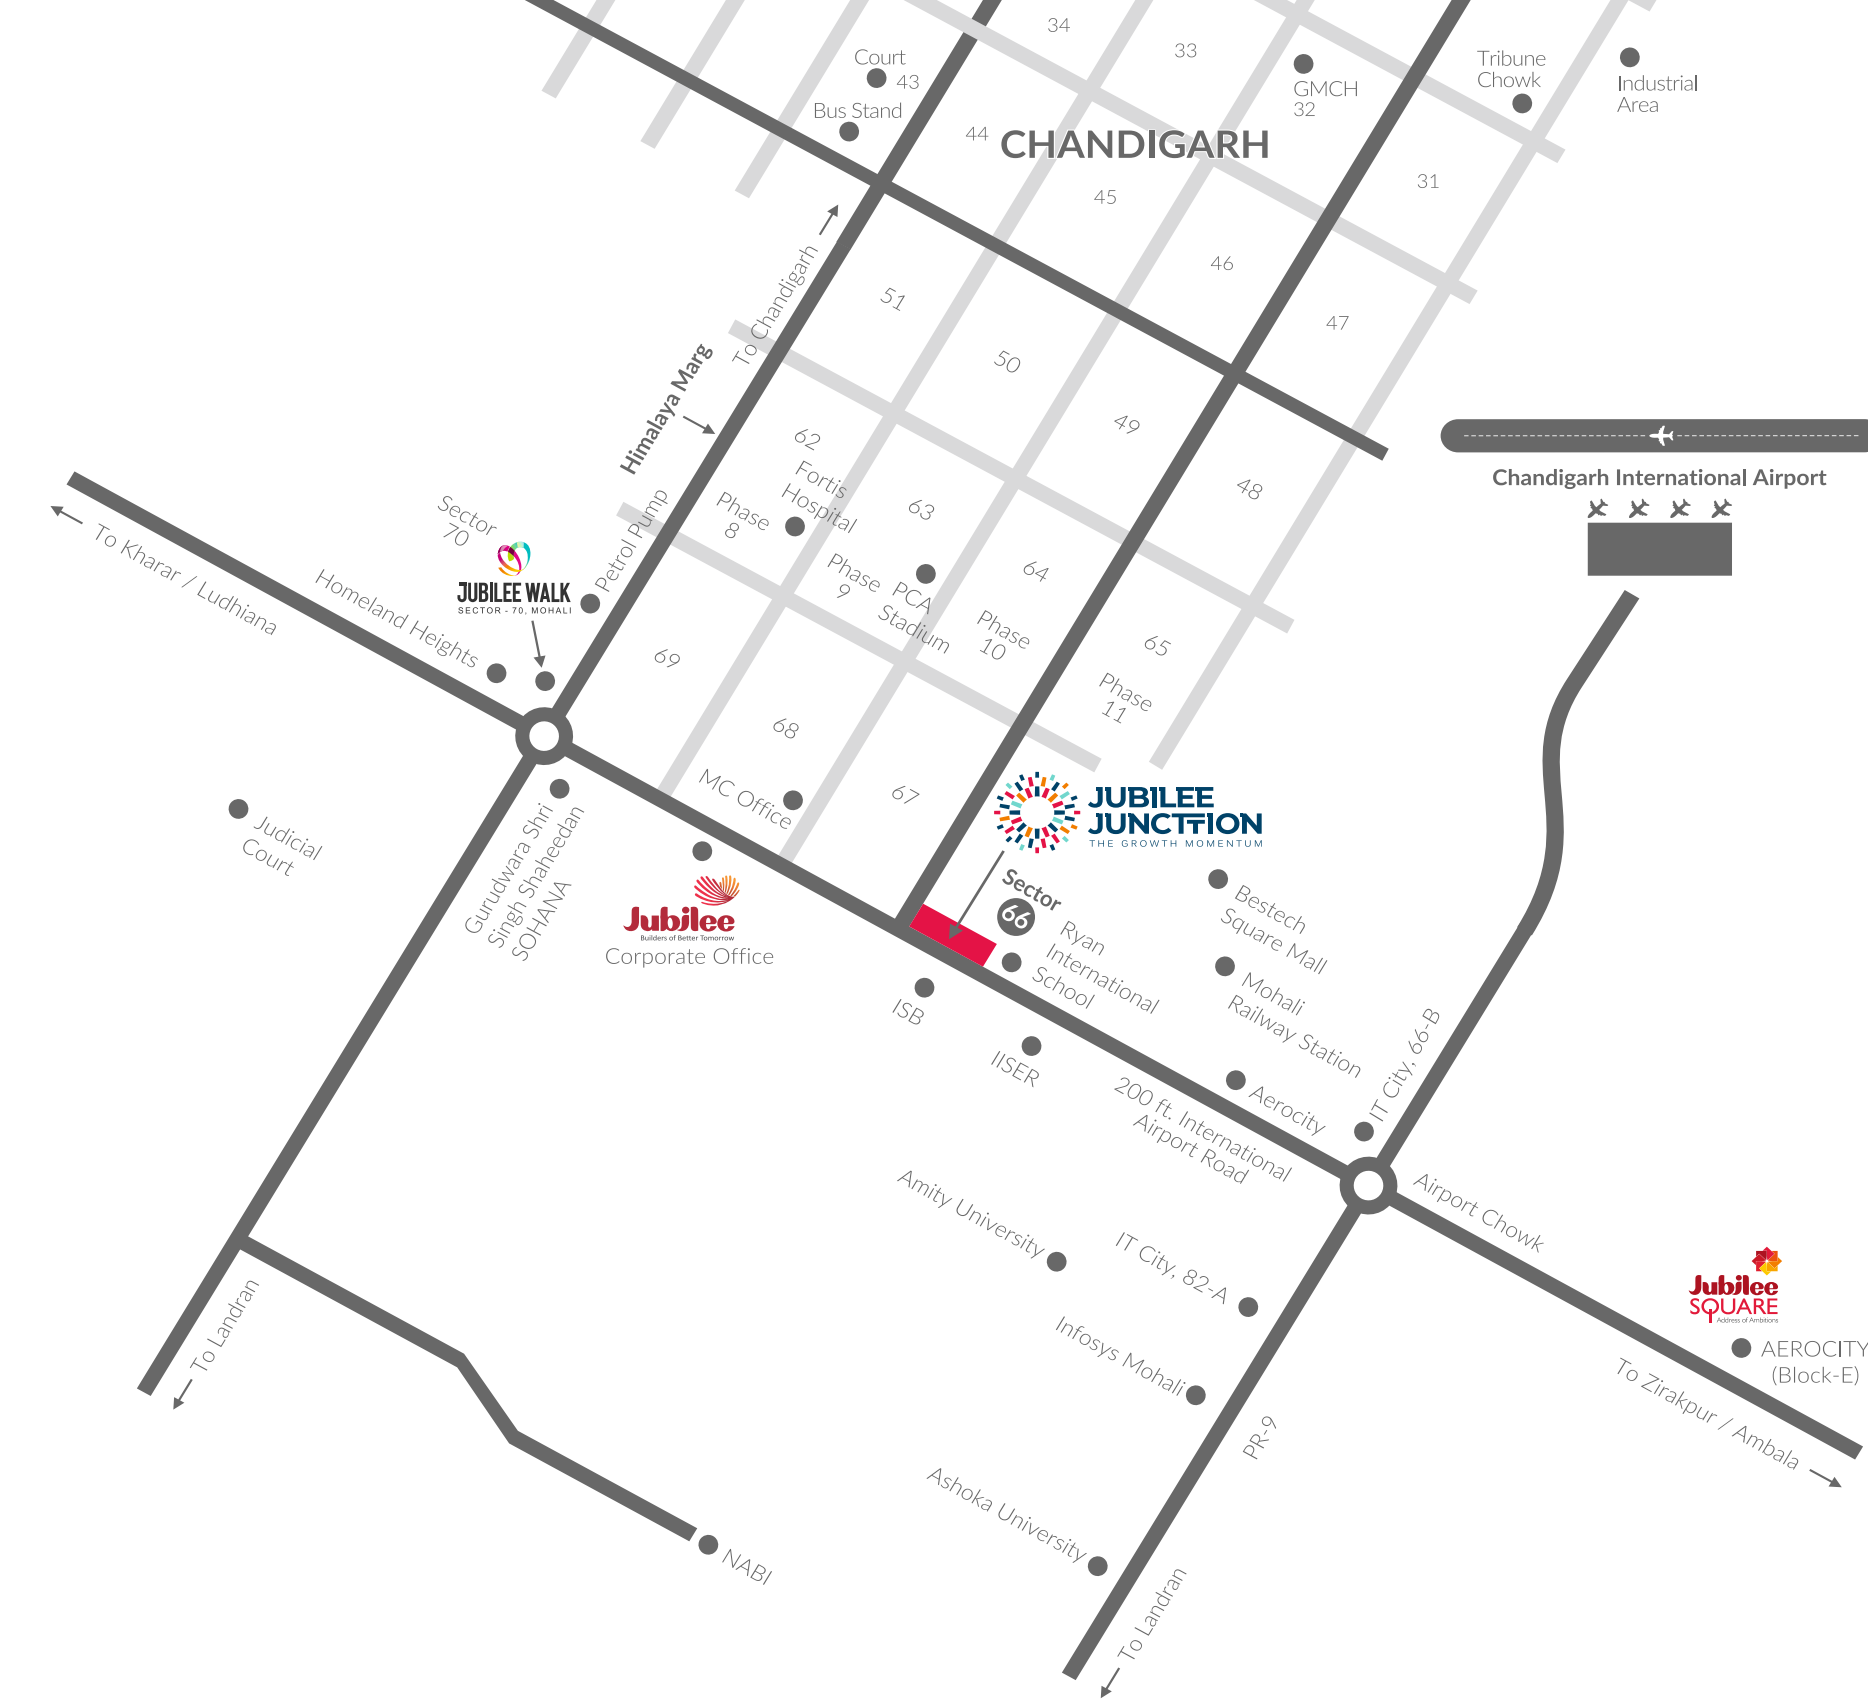 34
33
Court
43
Bus Stand
GMCH
32
Tribune
Chowk
Industrial
Area
44
CHANDIGARH
45
31
46
47
To Chandigarh
51
50
49
48
Himalaya Marg
Chandigarh International Airport
62
Fortis
Hospital
Phase
8
63
Phase
9
PCA
Stadium
64
Phase
10
65
Phase
11
To Kharar / Ludhiana
Sector
70
JUBILEE WALK
SECTOR - 70, MOHALI
Petrol Pump
Homeland Heights
69
68
67
MC Office
Judicial
Court
Gurudwara Shri
Singh Shaheedan
SOHANA
Jubilee
Builders of Better Tomorrow
Corporate Office
JUBILEE
JUNCTTION
THE GROWTH MOMENTUM
Sector
66
Ryan
International
School
Bestech
Square Mall
Mohali
Railway Station
ISB
IISER
Aerocity
IT City, 66-B
200 ft. International
Airport Road
Airport Chowk
Amity University
IT City, 82-A
Infosys Mohali
Jubilee
SQUARE
Address of Ambitions
AEROCITY
(Block-E)
To Zirakpur / Ambala
PR-9
To Landran
Ashoka University
NABI
To Landran